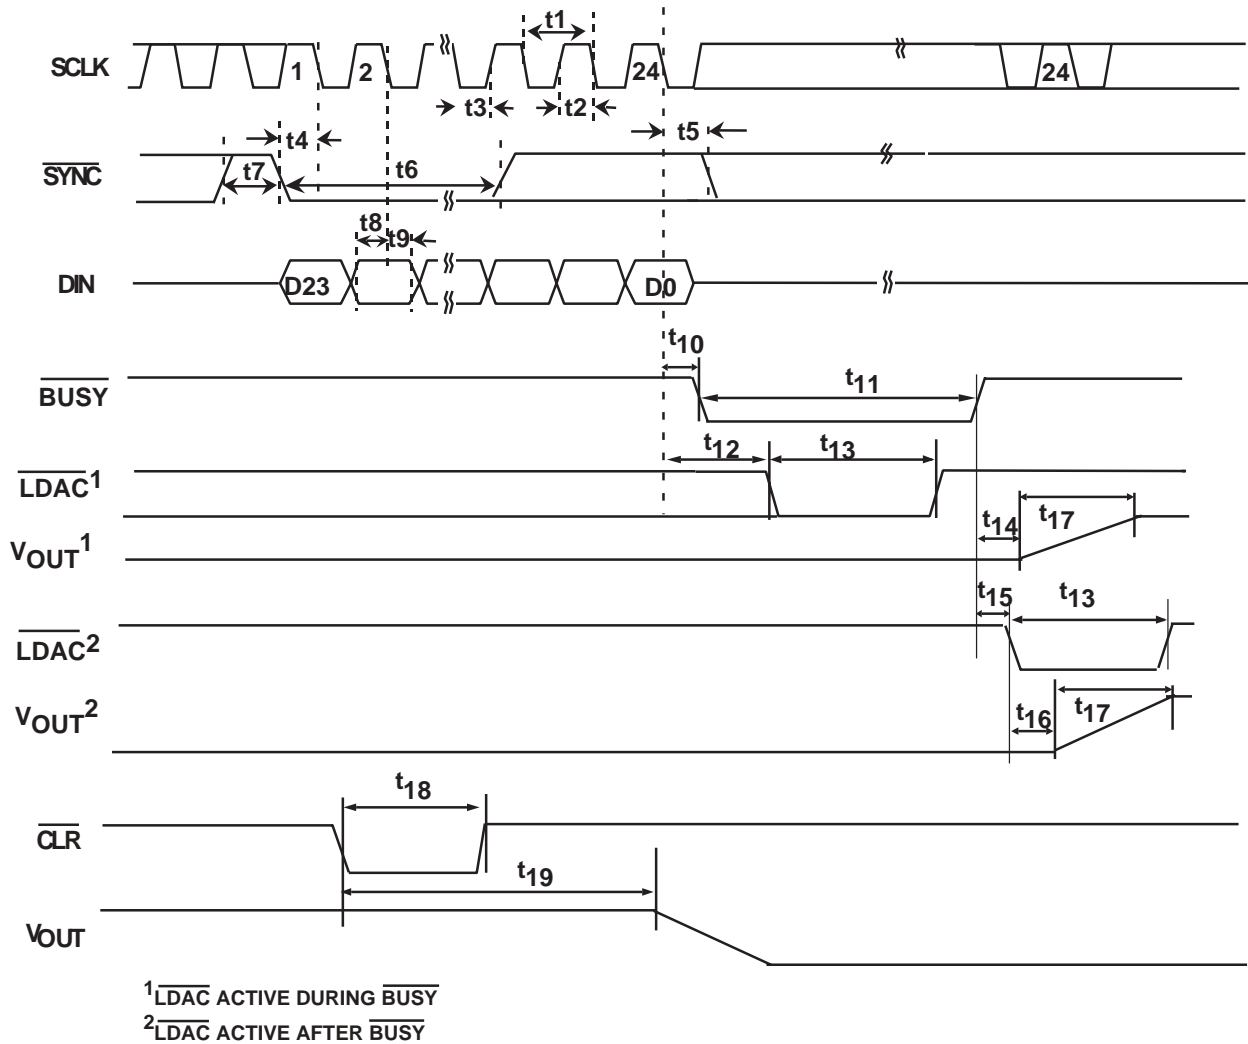 t1
SCLK 1 2 24 24
t3 t2
t4 t5
SYNC t7 t6
t8 t9
DIN D23 D0
t10
BUSY t11
t12 t13
LDAC1
t14 t17
VOUT1
t15 t13
LDAC2
VOUT2 t16 t17
t18
CLR
t19
VOUT
1LDAC ACTIVE DURING BUSY
2LDAC ACTIVE AFTER BUSY